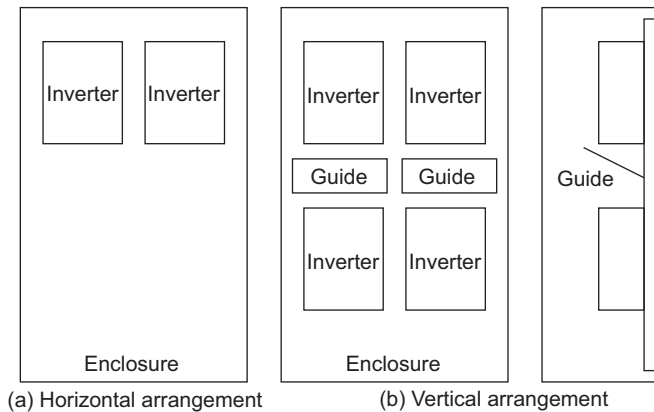 Inverter Inverter
Enclosure
(a) Horizontal arrangement
Inverter Inverter
Guide Guide
Inverter Inverter
Enclosure
Guide
(b) Vertical arrangement